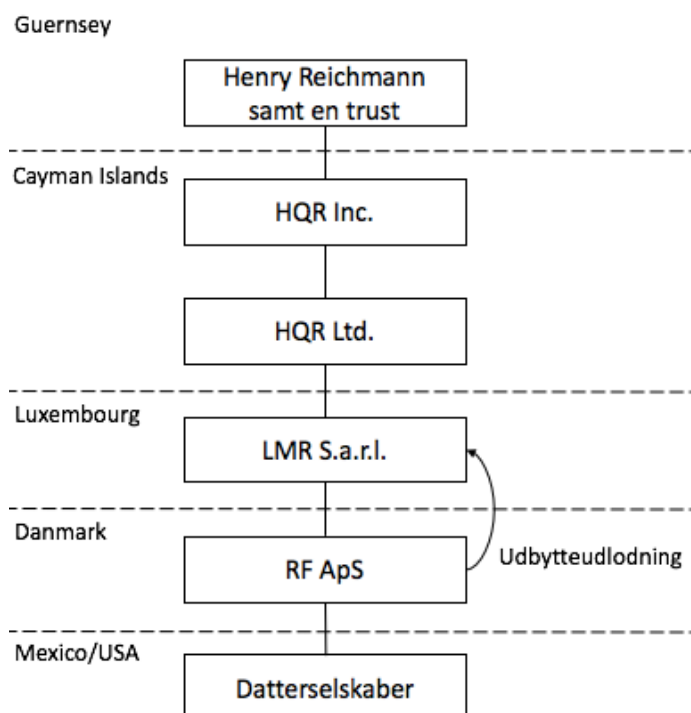 Guernsey
Henry Reichmann
samt en trust
Cayman Islands
HQR Inc.
HQR Ltd.
Luxembourg
LMR S.a.r.l.
Danmark
RF ApS
Udbytteudlodning
Mexico/USA
Datterselskaber